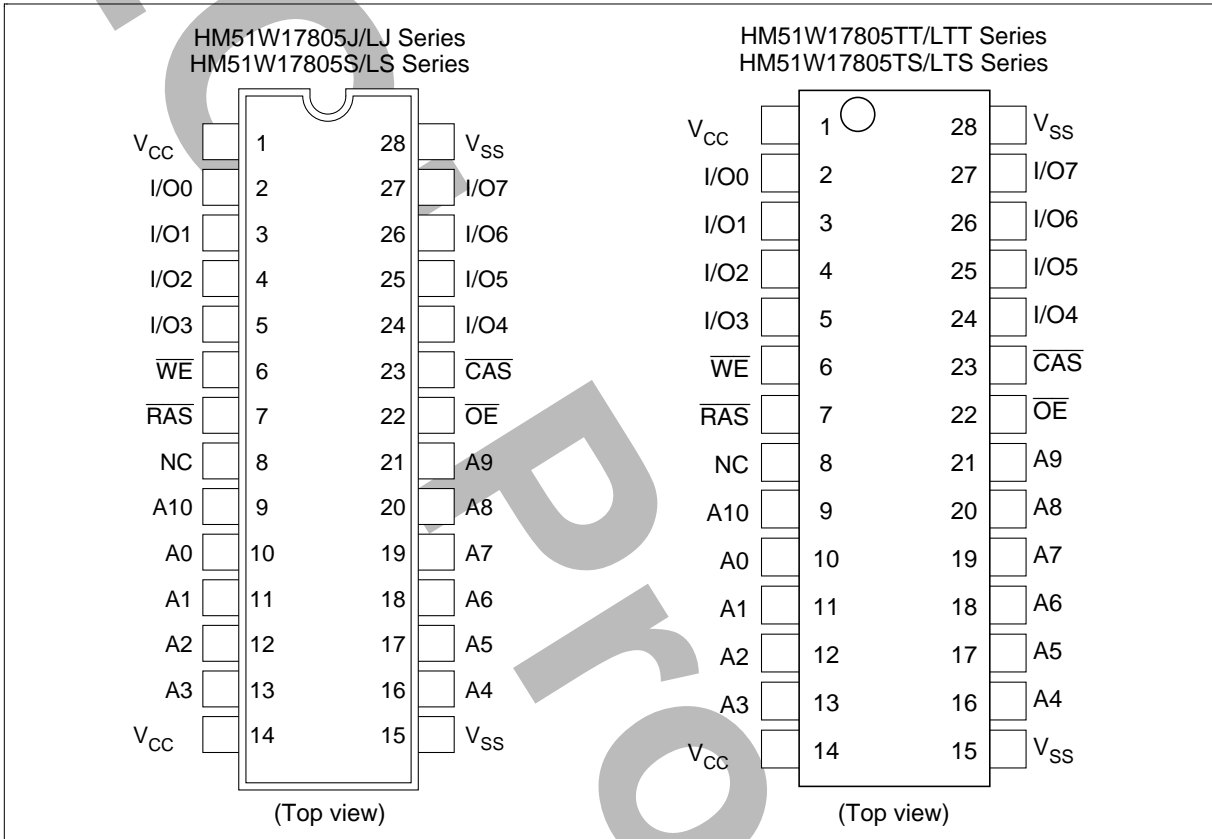 HM51W17805J/LJ Series
HM51W17805S/LS Series
VCC 1 28 VSS
I/O0 2 27 I/O7
I/O1 3 26 I/O6
I/O2 4 25 I/O5
I/O3 5 24 I/O4
WE 6 23 CAS
RAS 7 22 OE
NC 8 21 A9
A10 9 20 A8
A0 10 19 A7
A1 11 18 A6
A2 12 17 A5
A3 13 16 A4
VCC 14 15 VSS
(Top view)
HM51W17805TT/LTT Series
HM51W17805TS/LTS Series
VCC 1 28 VSS
I/O0 2 27 I/O7
I/O1 3 26 I/O6
I/O2 4 25 I/O5
I/O3 5 24 I/O4
WE 6 23 CAS
RAS 7 22 OE
NC 8 21 A9
A10 9 20 A8
A0 10 19 A7
A1 11 18 A6
A2 12 17 A5
A3 13 16 A4
VCC 14 15 VSS
(Top view)
Pro